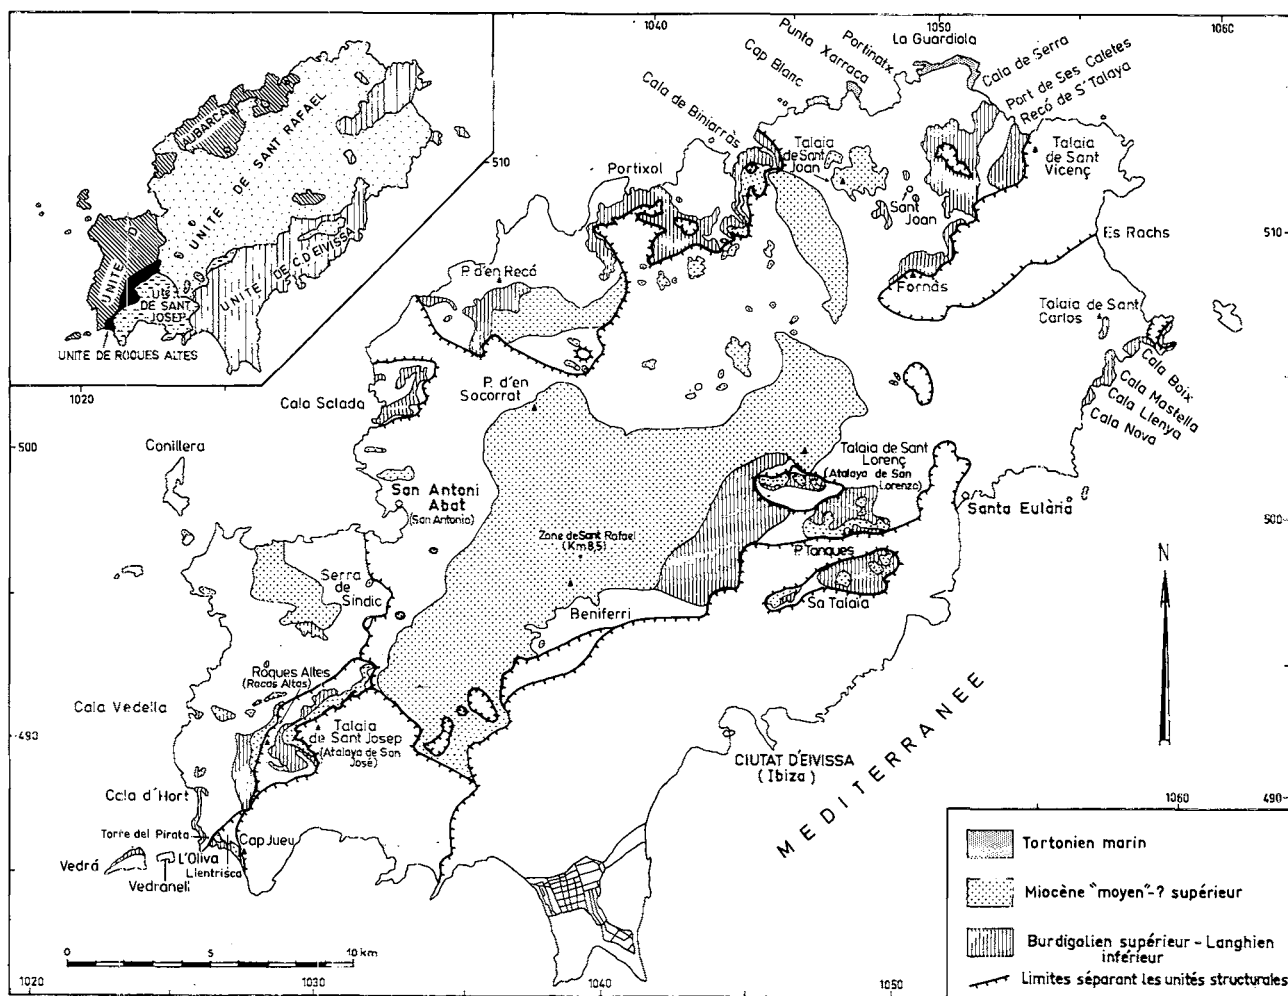 1040
1050
1060
La Guardiola
Portinatx
Punta Xarraca
Cap Blanc
Cala de Serra
Port de Ses Caletes
Recó de Sᵗ Talaya
Cala de Biniarràs
AUBARCA
UNITE DE SANT RAFAEL
UNITE D'
UNITE DE C. D'EIVISSA
UTE DE SANT JOSEP
UNITE DE ROQUES ALTES
510
Portixol
Talaia
de Sant
Joan
Talaia
de Sant
Vicenç
Sant
Joan
Es Rachs
510
P. d'en Recó
Fornàs
Talaia de Sant
Carlos
1020
Cala Salada
P. d'en
Socorrat
Cala Boix
Cala Mastella
Cala Llenya
Cala Nova
500
Conillera
Talaia de Sant
Lorenç
(Atalaya de San
Lorenzo)
San Antoni
Abat
(San Antonio)
Santa Eulària
500
Zone de Sant Rafael
(Km 8,5)
P. Tanques
N
Serra
de
Sindic
Beniferri
Sa Talaia
Roques Altes
(Rocas Altas)
Cala Vedella
490
Talaia
de Sant Josep
(Atalaya de San
José)
CIUTAT D'EIVISSA
(Ibiza)
MEDITERRANEE
Cala d'Hort
1060
490
Torre del Pirata
Cap Jueu
Vedrá
L'Oliva
Llentrisca
Vedranell
Tortonien marin
Miocène "moyen"-? supérieur
Burdigalien supérieur - Langhien
inférieur
Limites séparant les unités structurales
0 5 10 km
1020
1030
1040
1050